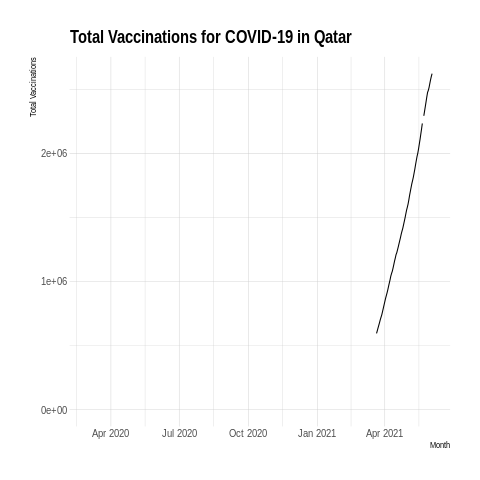 Total Vaccinations for COVID-19 in Qatar
Total Vaccinations
2e+06
1e+06
0e+00
Apr 2020 Jul 2020 Oct 2020 Jan 2021 Apr 2021
Month